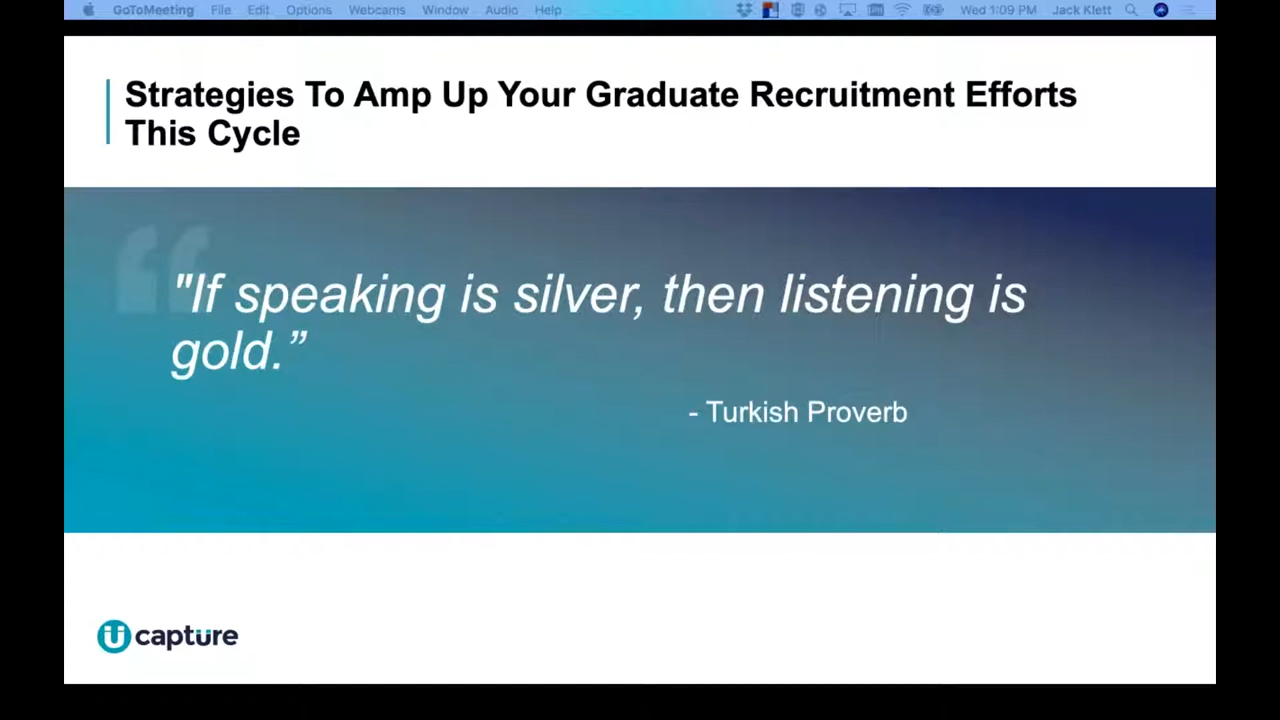 GoToMeeting File Edit Options Webcams Window Audio Help Wed 1:09 PM Jack Klett
Strategies To Amp Up Your Graduate Recruitment Efforts
This Cycle
"If speaking is silver, then listening is
gold.”
- Turkish Proverb
capture